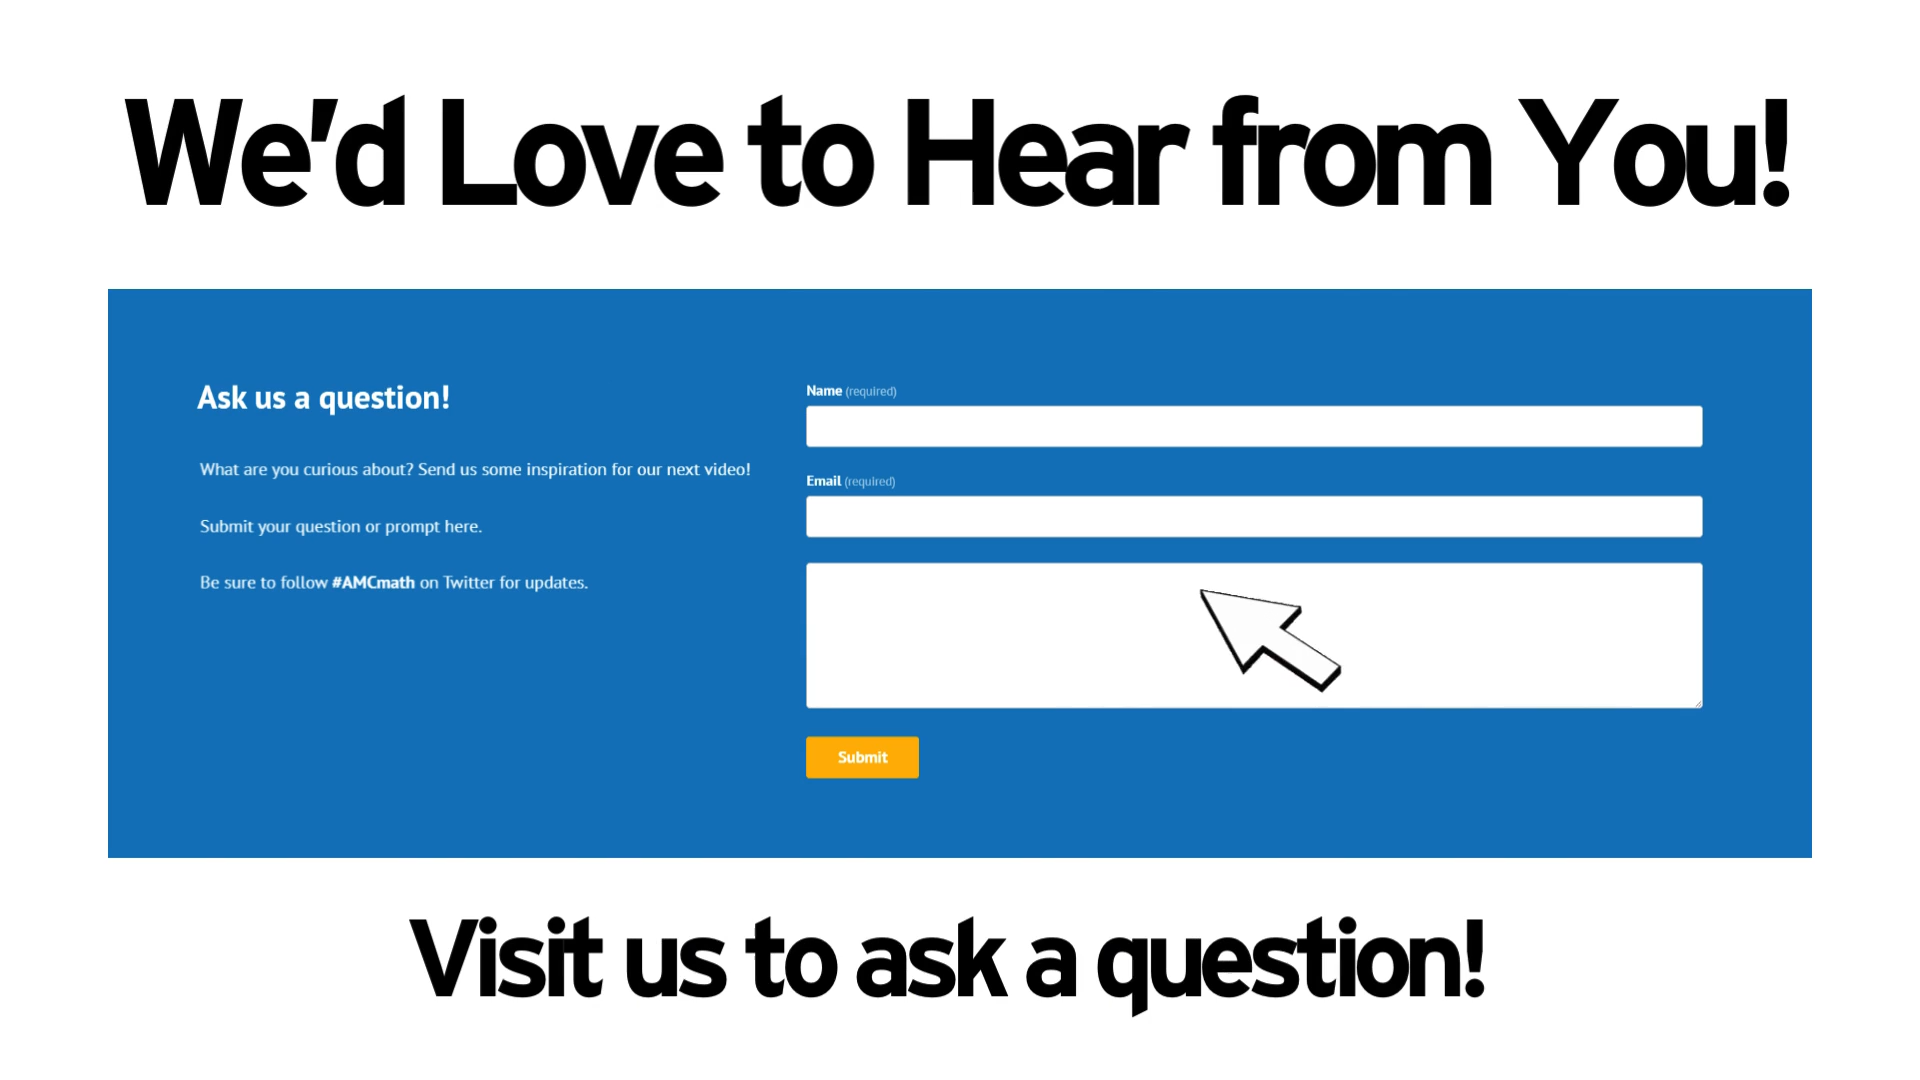 We'd Love to Hear from You!
Ask us a question!
What are you curious about? Send us some inspiration for our next video!
Submit your question or prompt here.
Be sure to follow #AMCmath on Twitter for updates.
Name (required)
Email (required)
Submit
Visit us to ask a question!